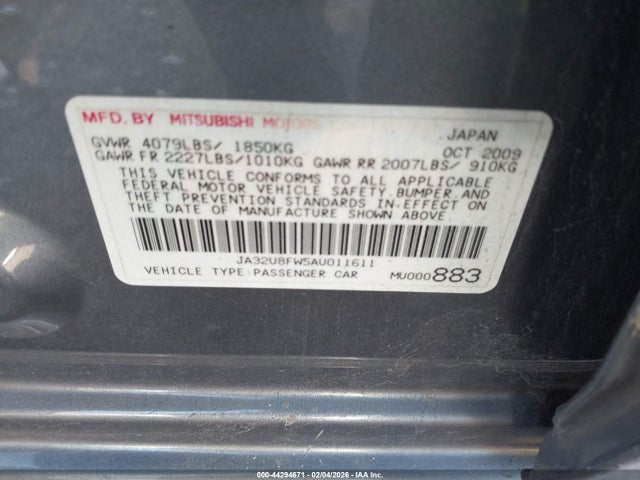 MFD. BY MITSUBISHI MOTORS
JAPAN
GVWR 4079LBS/ 1850KG OCT 2009
GAWR FR 2227LBS/1010KG GAWR RR 2007LBS/ 910KG
THIS VEHICLE CONFORMS TO ALL APPLICABLE
FEDERAL MOTOR VEHICLE SAFETY,BUMPER,AND
THEFT PREVENTION STANDARDS IN EFFECT ON
THE DATE OF MANUFACTURE SHOWN ABOVE.
JA32U8FW5AU011611
VEHICLE TYPE:PASSENGER CAR MU000883
000-44294671 - 02/04/2026 - IAA Inc.